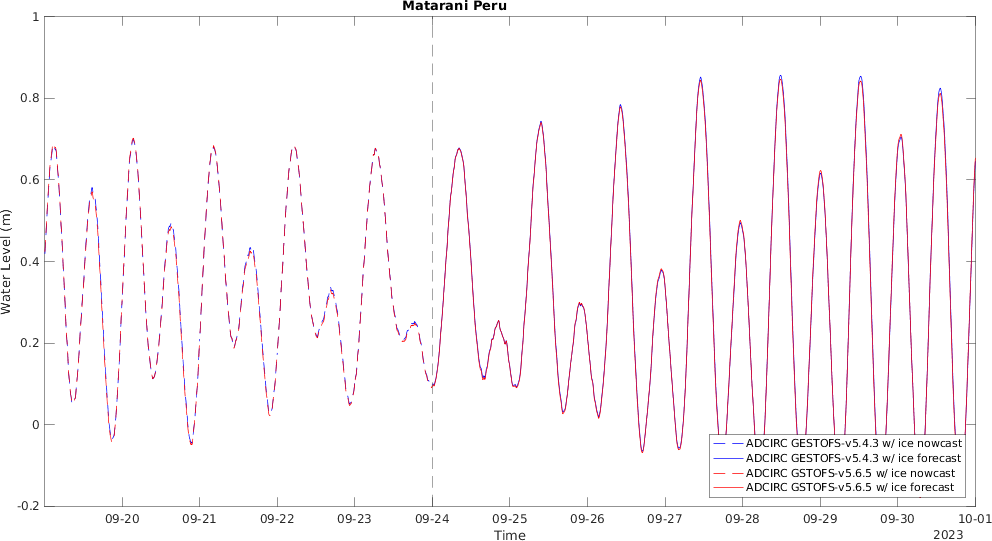 Matarani Peru
1
0.8
0.6
0.4
0.2
0
-0.2
Water Level (m)
ADCIRC GESTOFS-v5.4.3 w/ ice nowcast
ADCIRC GESTOFS-v5.4.3 w/ ice forecast
ADCIRC GSTOFS-v5.6.5 w/ ice nowcast
ADCIRC GSTOFS-v5.6.5 w/ ice forecast
09-20 09-21 09-22 09-23 09-24 09-25 09-26 09-27 09-28 09-29 09-30 10-01
Time
2023